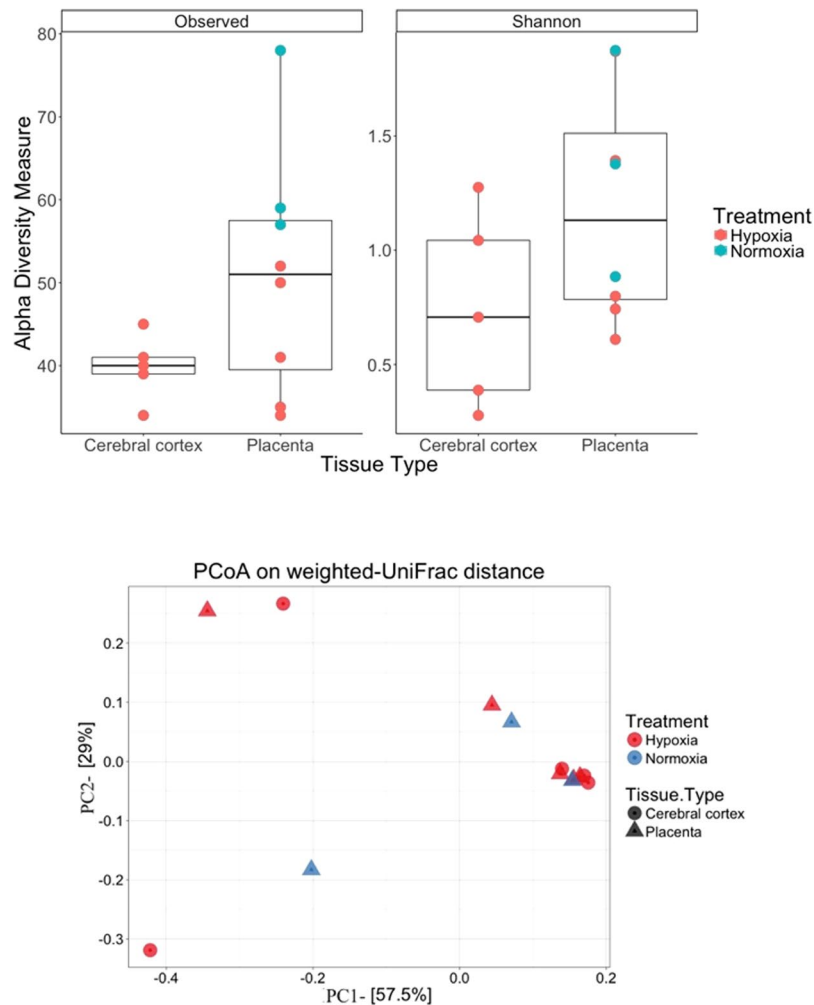 Observed
Shannon
Alpha Diversity Measure
80
70
60
50
40
1.5
1.0
0.5
Cerebral cortex
Placenta
Cerebral cortex
Placenta
Tissue Type
Treatment
Hypoxia
Normoxia
PCoA on weighted-UniFrac distance
PC2- [29%]
0.2
0.1
0.0
-0.1
-0.2
-0.3
-0.4
-0.2
0.0
0.2
PC1- [57.5%]
Treatment
Hypoxia
Normoxia
Tissue.Type
Cerebral cortex
Placenta